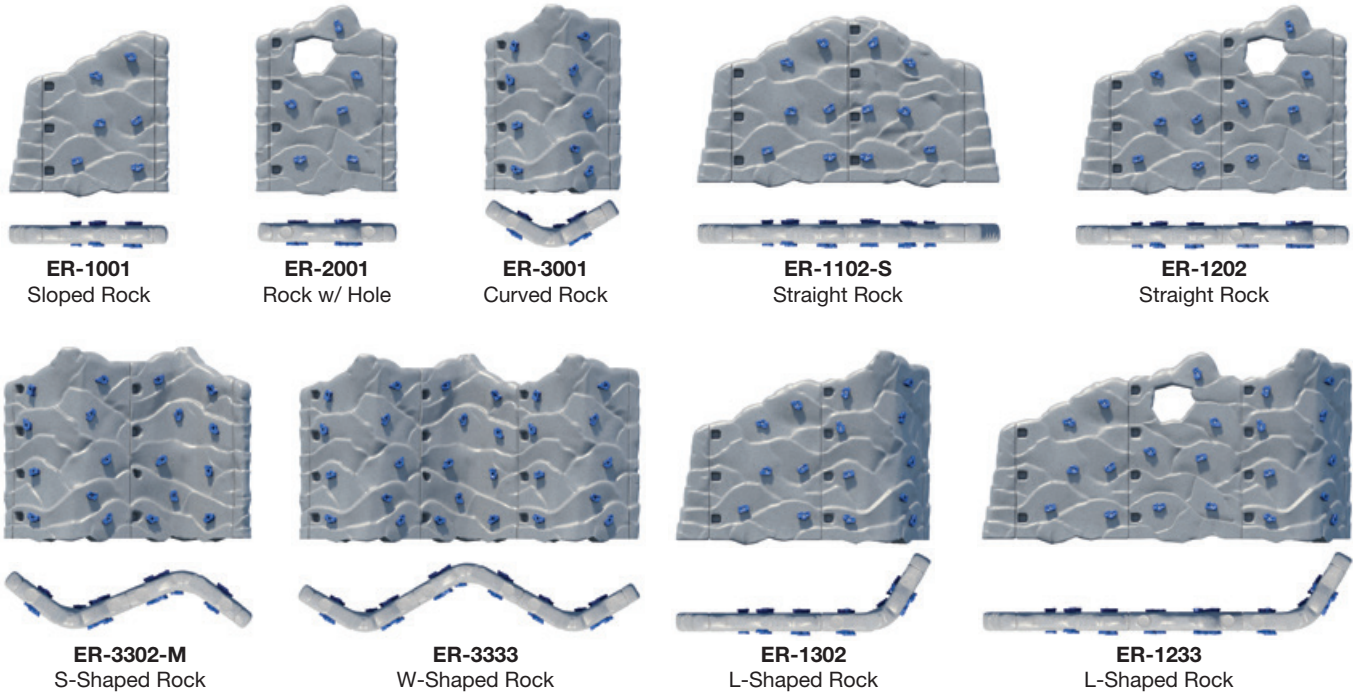 ER-1001
Sloped Rock
ER-2001
Rock w/ Hole
ER-3001
Curved Rock
ER-1102-S
Straight Rock
ER-1202
Straight Rock
ER-3302-M
S-Shaped Rock
ER-3333
W-Shaped Rock
ER-1302
L-Shaped Rock
ER-1233
L-Shaped Rock